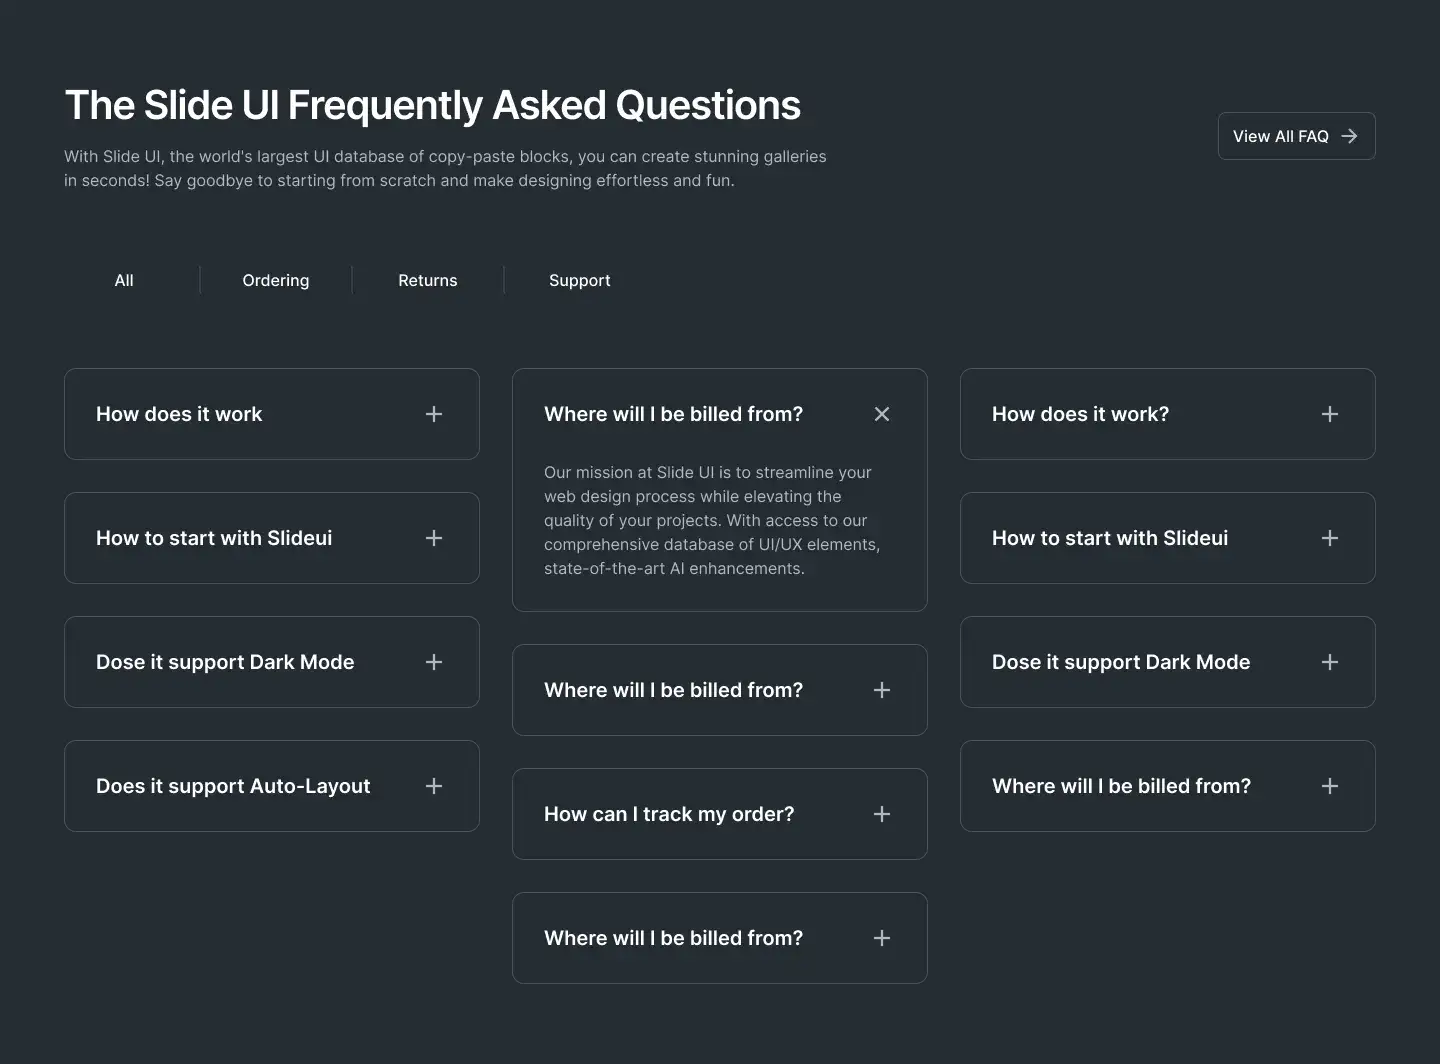 The Slide UI Frequently Asked Questions
With Slide UI, the world's largest UI database of copy-paste blocks, you can create stunning galleries
in seconds! Say goodbye to starting from scratch and make designing effortless and fun.
View All FAQ
All
Ordering
Returns
Support
How does it work
How to start with Slideui
Dose it support Dark Mode
Does it support Auto-Layout
Where will I be billed from?
Our mission at Slide UI is to streamline your
web design process while elevating the
quality of your projects. With access to our
comprehensive database of UI/UX elements,
state-of-the-art AI enhancements.
Where will I be billed from?
How can I track my order?
Where will I be billed from?
How does it work?
How to start with Slideui
Dose it support Dark Mode
Where will I be billed from?